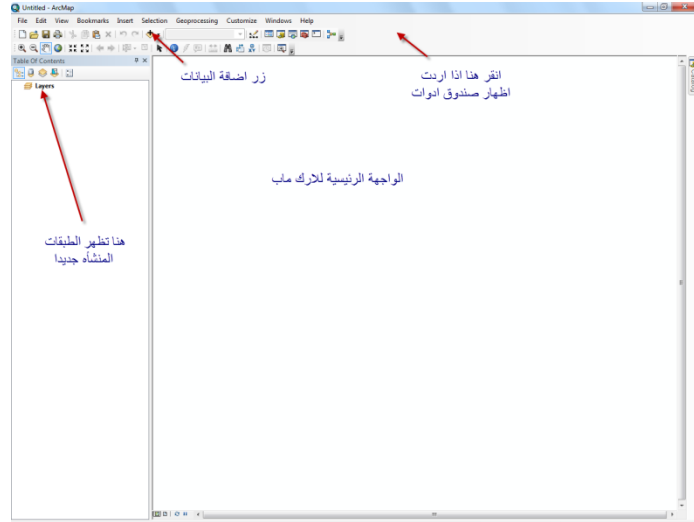 Untitled - ArcMap
File Edit View Bookmarks Insert Selection Geoprocessing Customize Windows Help
Table Of Contents
Layers
زر اضافة البيانات
انقر هنا اذا اردت
اظهار صندوق ادوات
الواجهة الرئيسية للارك ماب
هنا تظهر الطبقات
المنشأه جديدا